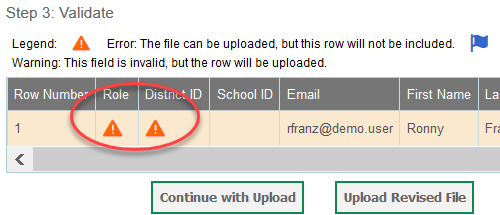 Step 3: Validate
Legend: Error: The file can be uploaded, but this row will not be included.
Warning: This field is invalid, but the row will be uploaded.
Row Number Role District ID School ID Email First Name La
1 rfranz@demo.user Ronny Fra
Continue with Upload Upload Revised File